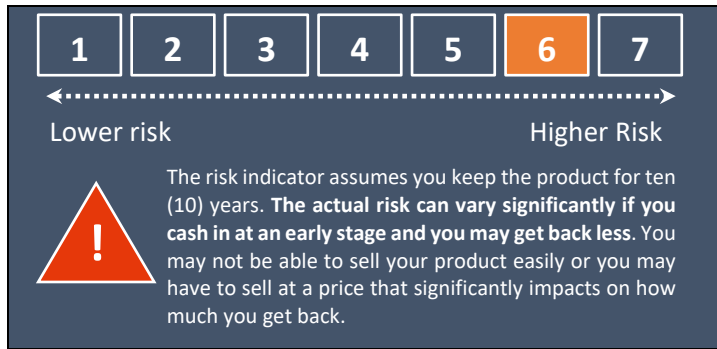 1 2 3 4 5 6 7
Lower risk Higher Risk
The risk indicator assumes you keep the product for ten
(10) years. The actual risk can vary significantly if you
cash in at an early stage and you may get back less. You
may not be able to sell your product easily or you may
have to sell at a price that significantly impacts on how
much you get back.
!